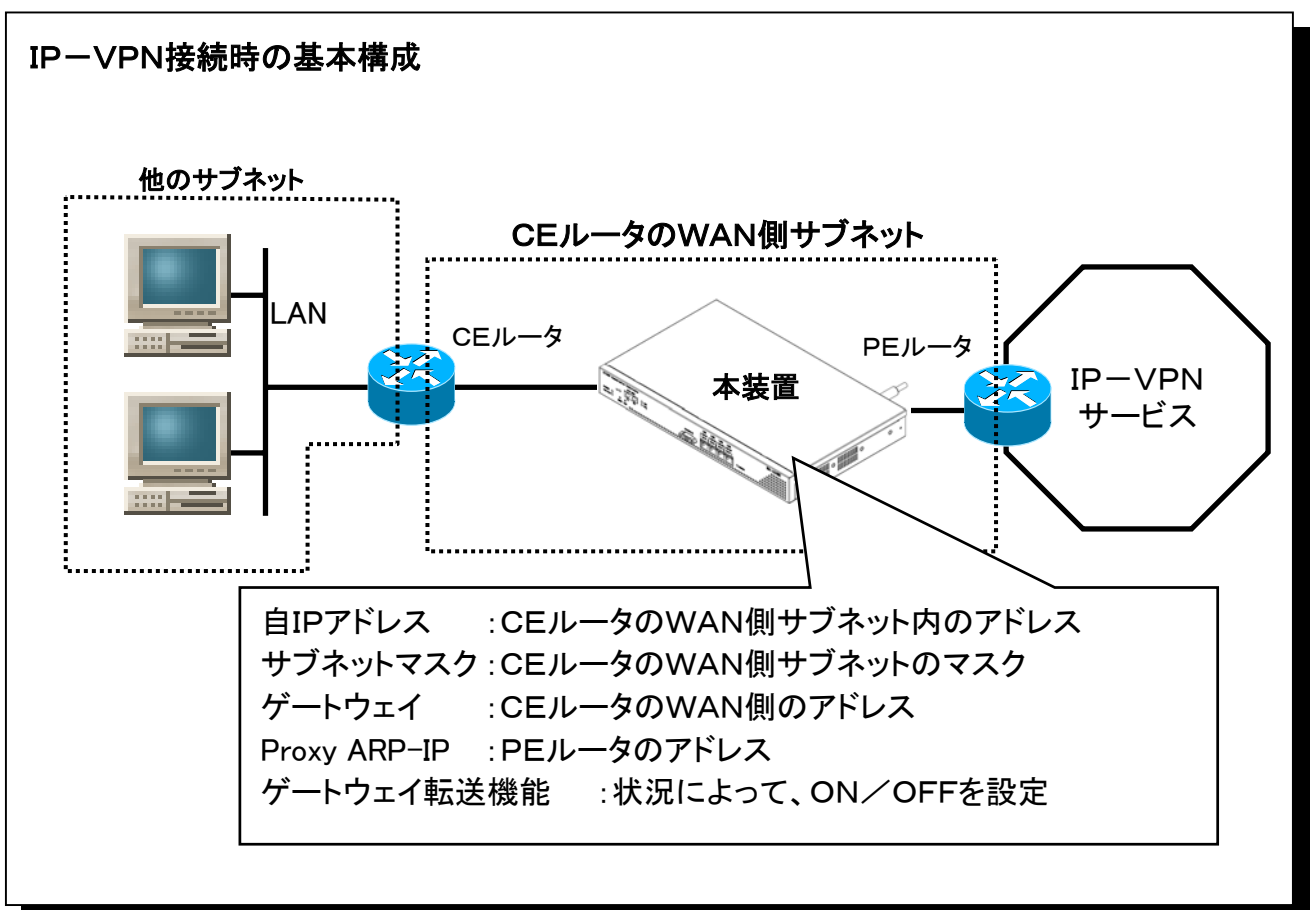 IP－VPN接続時の基本構成
他のサブネット
CEルータのWAN側サブネット
LAN
CEルータ
PEルータ
本装置
IP－VPN
サービス
自IPアドレス　：CEルータのWAN側サブネット内のアドレス
サブネットマスク：CEルータのWAN側サブネットのマスク
ゲートウェイ　：CEルータのWAN側のアドレス
Proxy ARP-IP　：PEルータのアドレス
ゲートウェイ転送機能　：状況によって、ON／OFFを設定